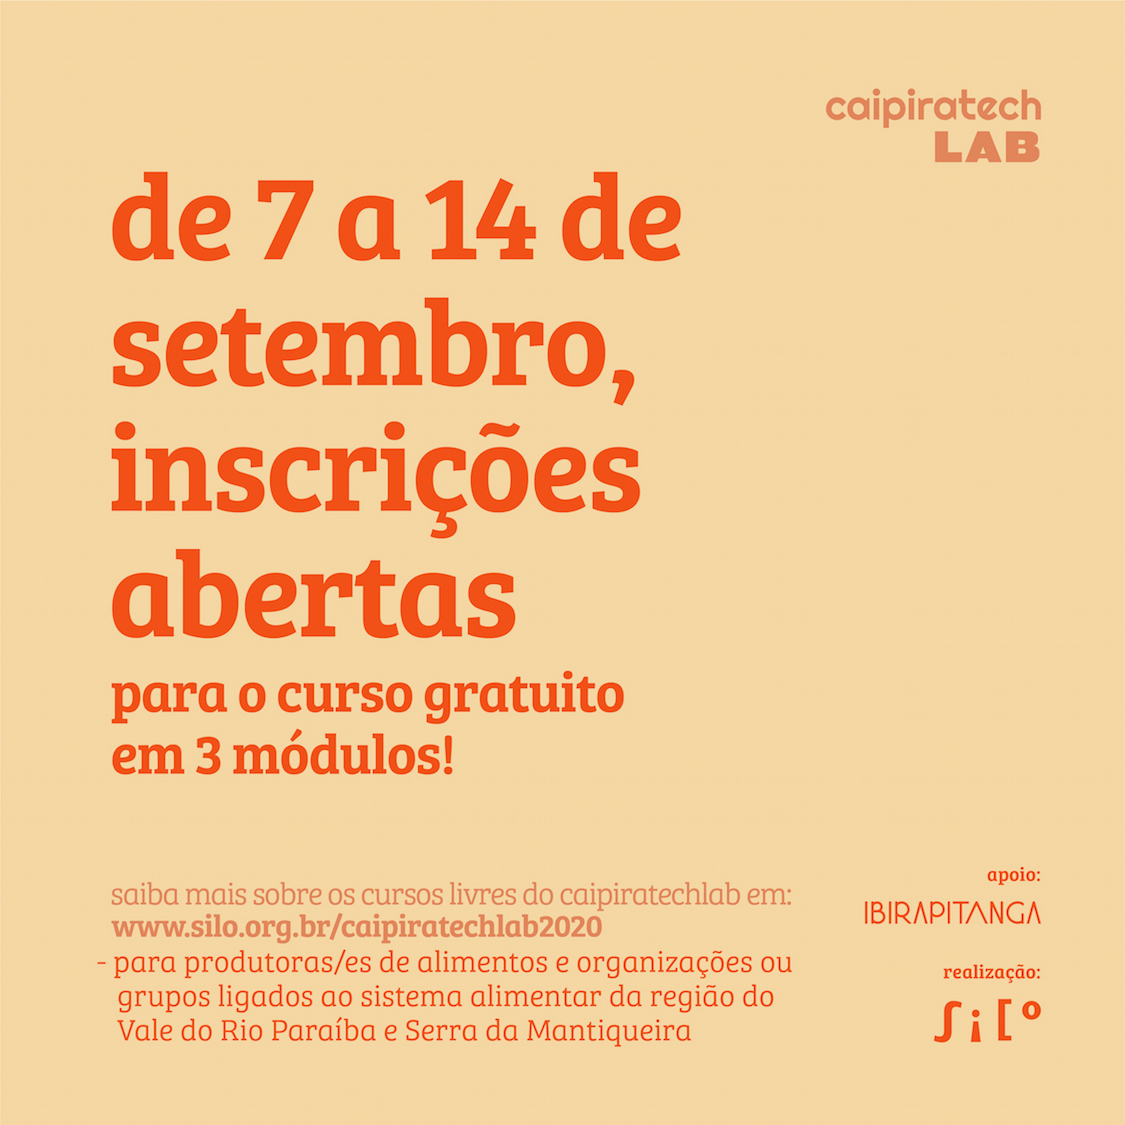 caipiratech
LAB
de 7 a 14 de
setembro,
inscrições
abertas
para o curso gratuito
em 3 módulos!
saiba mais sobre os cursos livres do caipiratechlab em:
www.silo.org.br/caipiratechlab2020
- para produtoras/es de alimentos e organizações ou
grupos ligados ao sistema alimentar da região do
Vale do Rio Paraíba e Serra da Mantiqueira
apoio:
IBIRAPITANGA
realização:
silo